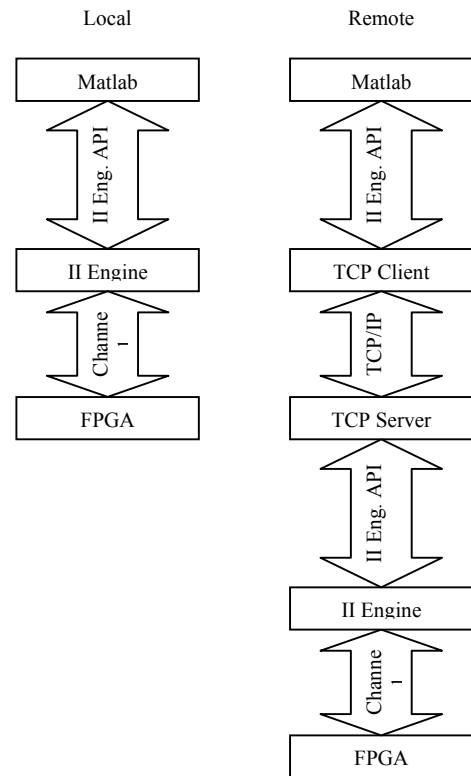 Local
Matlab
II Eng. API
II Engine
Channe
l
FPGA
Remote
Matlab
II Eng. API
TCP Client
TCP/IP
TCP Server
II Eng. API
II Engine
Channe
l
FPGA